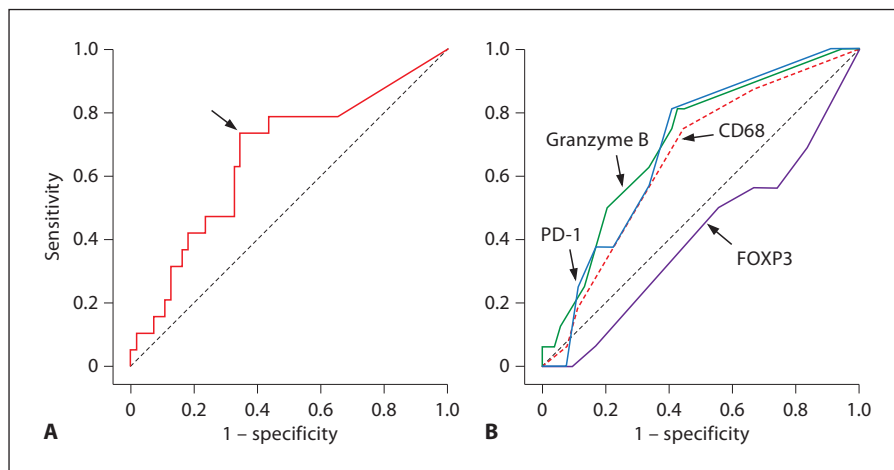 Sensitivity
1.0
0.8
0.6
0.4
0.2
0
0 0.2 0.4 0.6 0.8 1.0
A 1 – specificity
1.0
0.8
0.6
0.4
0.2
0
Granzyme B
CD68
PD-1
FOXP3
0 0.2 0.4 0.6 0.8 1.0
B 1 – specificity